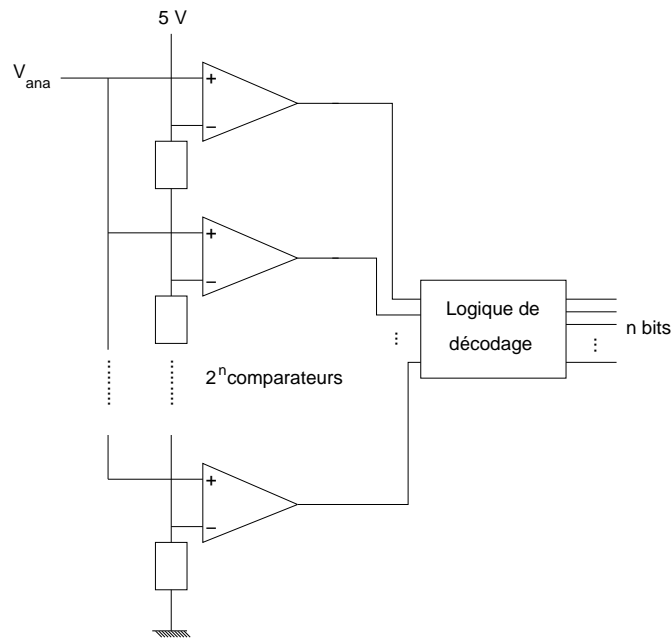 5 V
V_ana
+
−
+
−
Logique de
décodage
n bits
2^n comparateurs
+
−